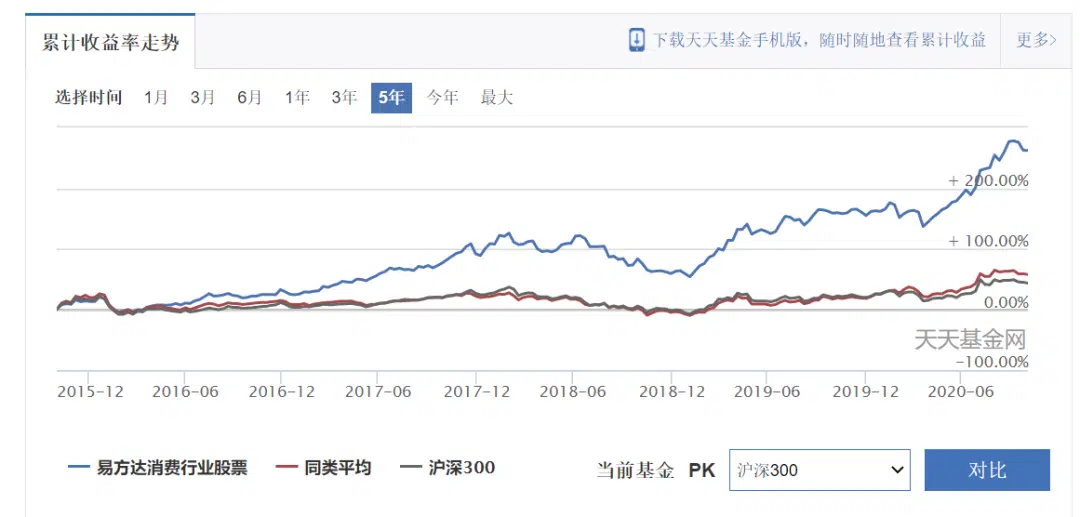 累计收益率走势
下载天天基金手机版，随时随地查看累计收益
更多>
选择时间 1月 3月 6月 1年 3年 5年 今年 最大
+ 200.00%
+ 100.00%
0.00%
天天基金网
-100.00%
2015-12 2016-06 2016-12 2017-06 2017-12 2018-06 2018-12 2019-06 2019-12 2020-06
易方达消费行业股票 同类平均 沪深300 当前基金 PK 沪深300 对比